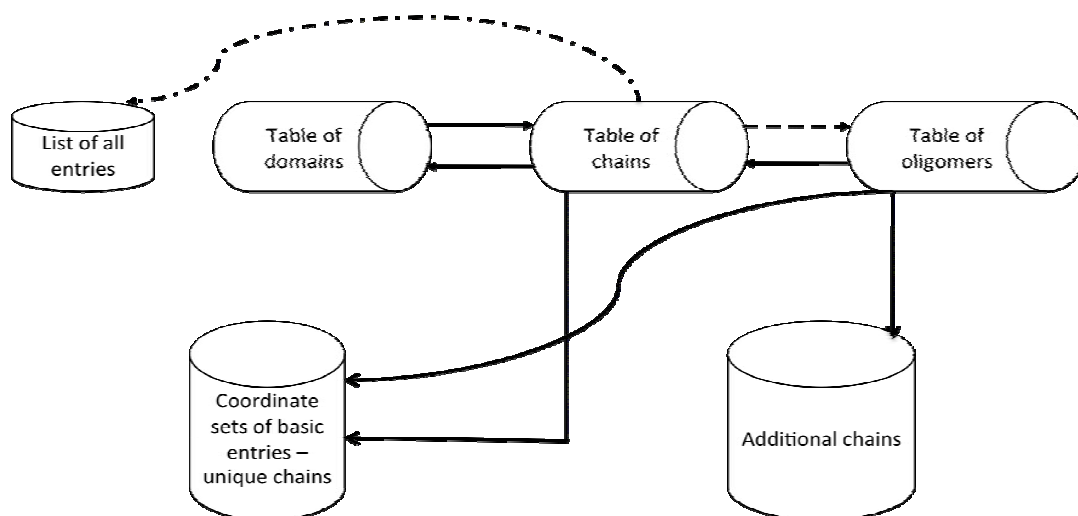 List of all
entries
Table of
domains
Table of
chains
Table of
oligomers
Coordinate
sets of basic
entries –
unique chains
Additional chains